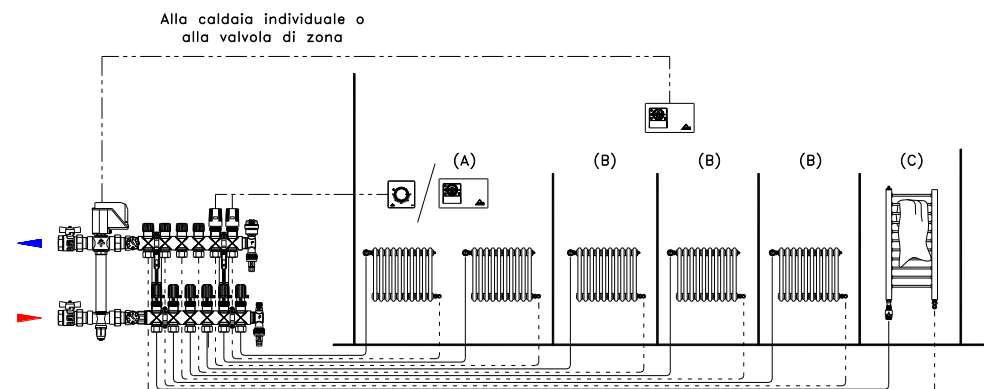 Alla caldaia individuale o
alla valvola di zona
(A)
(B)
(B)
(B)
(C)